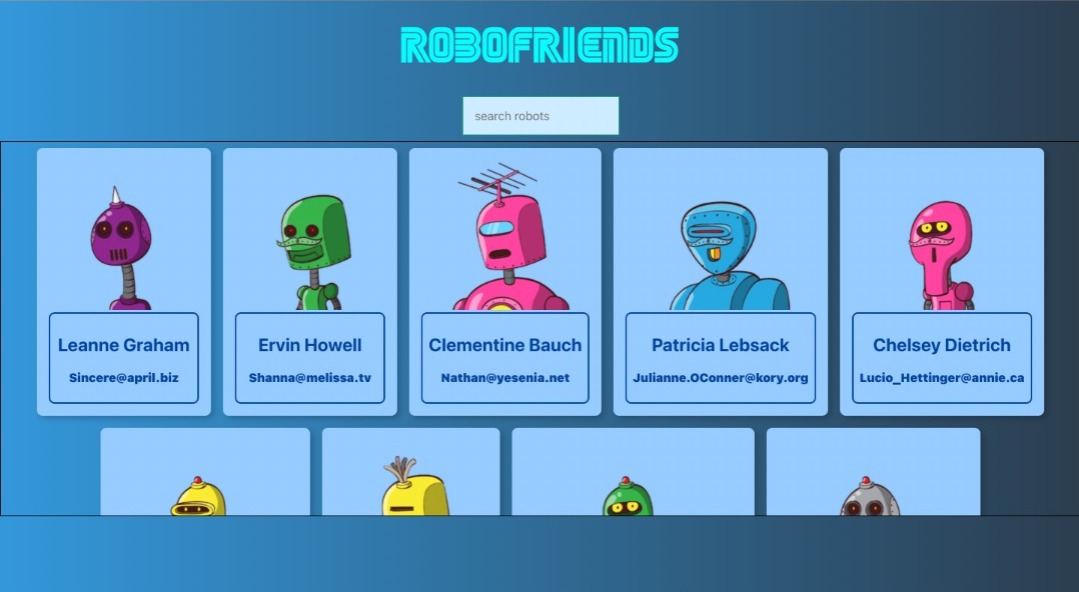 ROBOFRIENDS
search robots
Leanne Graham
Sincere@april.biz
Ervin Howell
Shanna@melissa.tv
Clementine Bauch
Nathan@yesenia.net
Patricia Lebsack
Julianne.OConner@kory.org
Chelsey Dietrich
Lucio_Hettinger@annie.ca